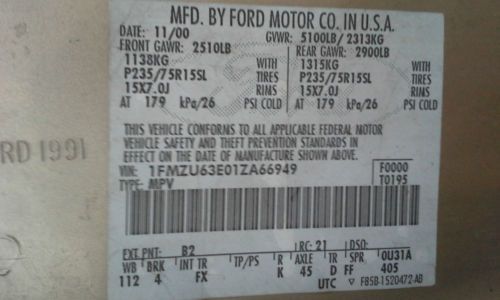 MFD. BY FORD MOTOR CO. IN U.S.A.
DATE: 11/00 GVWR: 5100LB/ 2313KG
FRONT GAWR: 2510LB REAR GAWR: 2900LB
1138KG WITH 1315KG WITH
P235/75R15SL TIRES P235/75R15SL TIRES
15X7.0J RIMS 15X7.0J RIMS
AT 179 kPa/26 PSI COLD AT 179 kPa/26 PSI COLD
THIS VEHICLE CONFORMS TO ALL APPLICABLE FEDERAL MOTOR
VEHICLE SAFETY AND THEFT PREVENTION STANDARDS IN
EFFECT ON THE DATE OF MANUFACTURE SHOWN ABOVE.
VIN: 1FMZU63E01ZA66949 F0000
TYPE: MPV T0195
RD 1991
EXT PNT: B2 RC: 21 DSO:
WB BRK INT TR TP/PS R AXLE TR SPR 0U31A
112 4 FX K 45 D FF 405
UTC F85B-1520472-AB